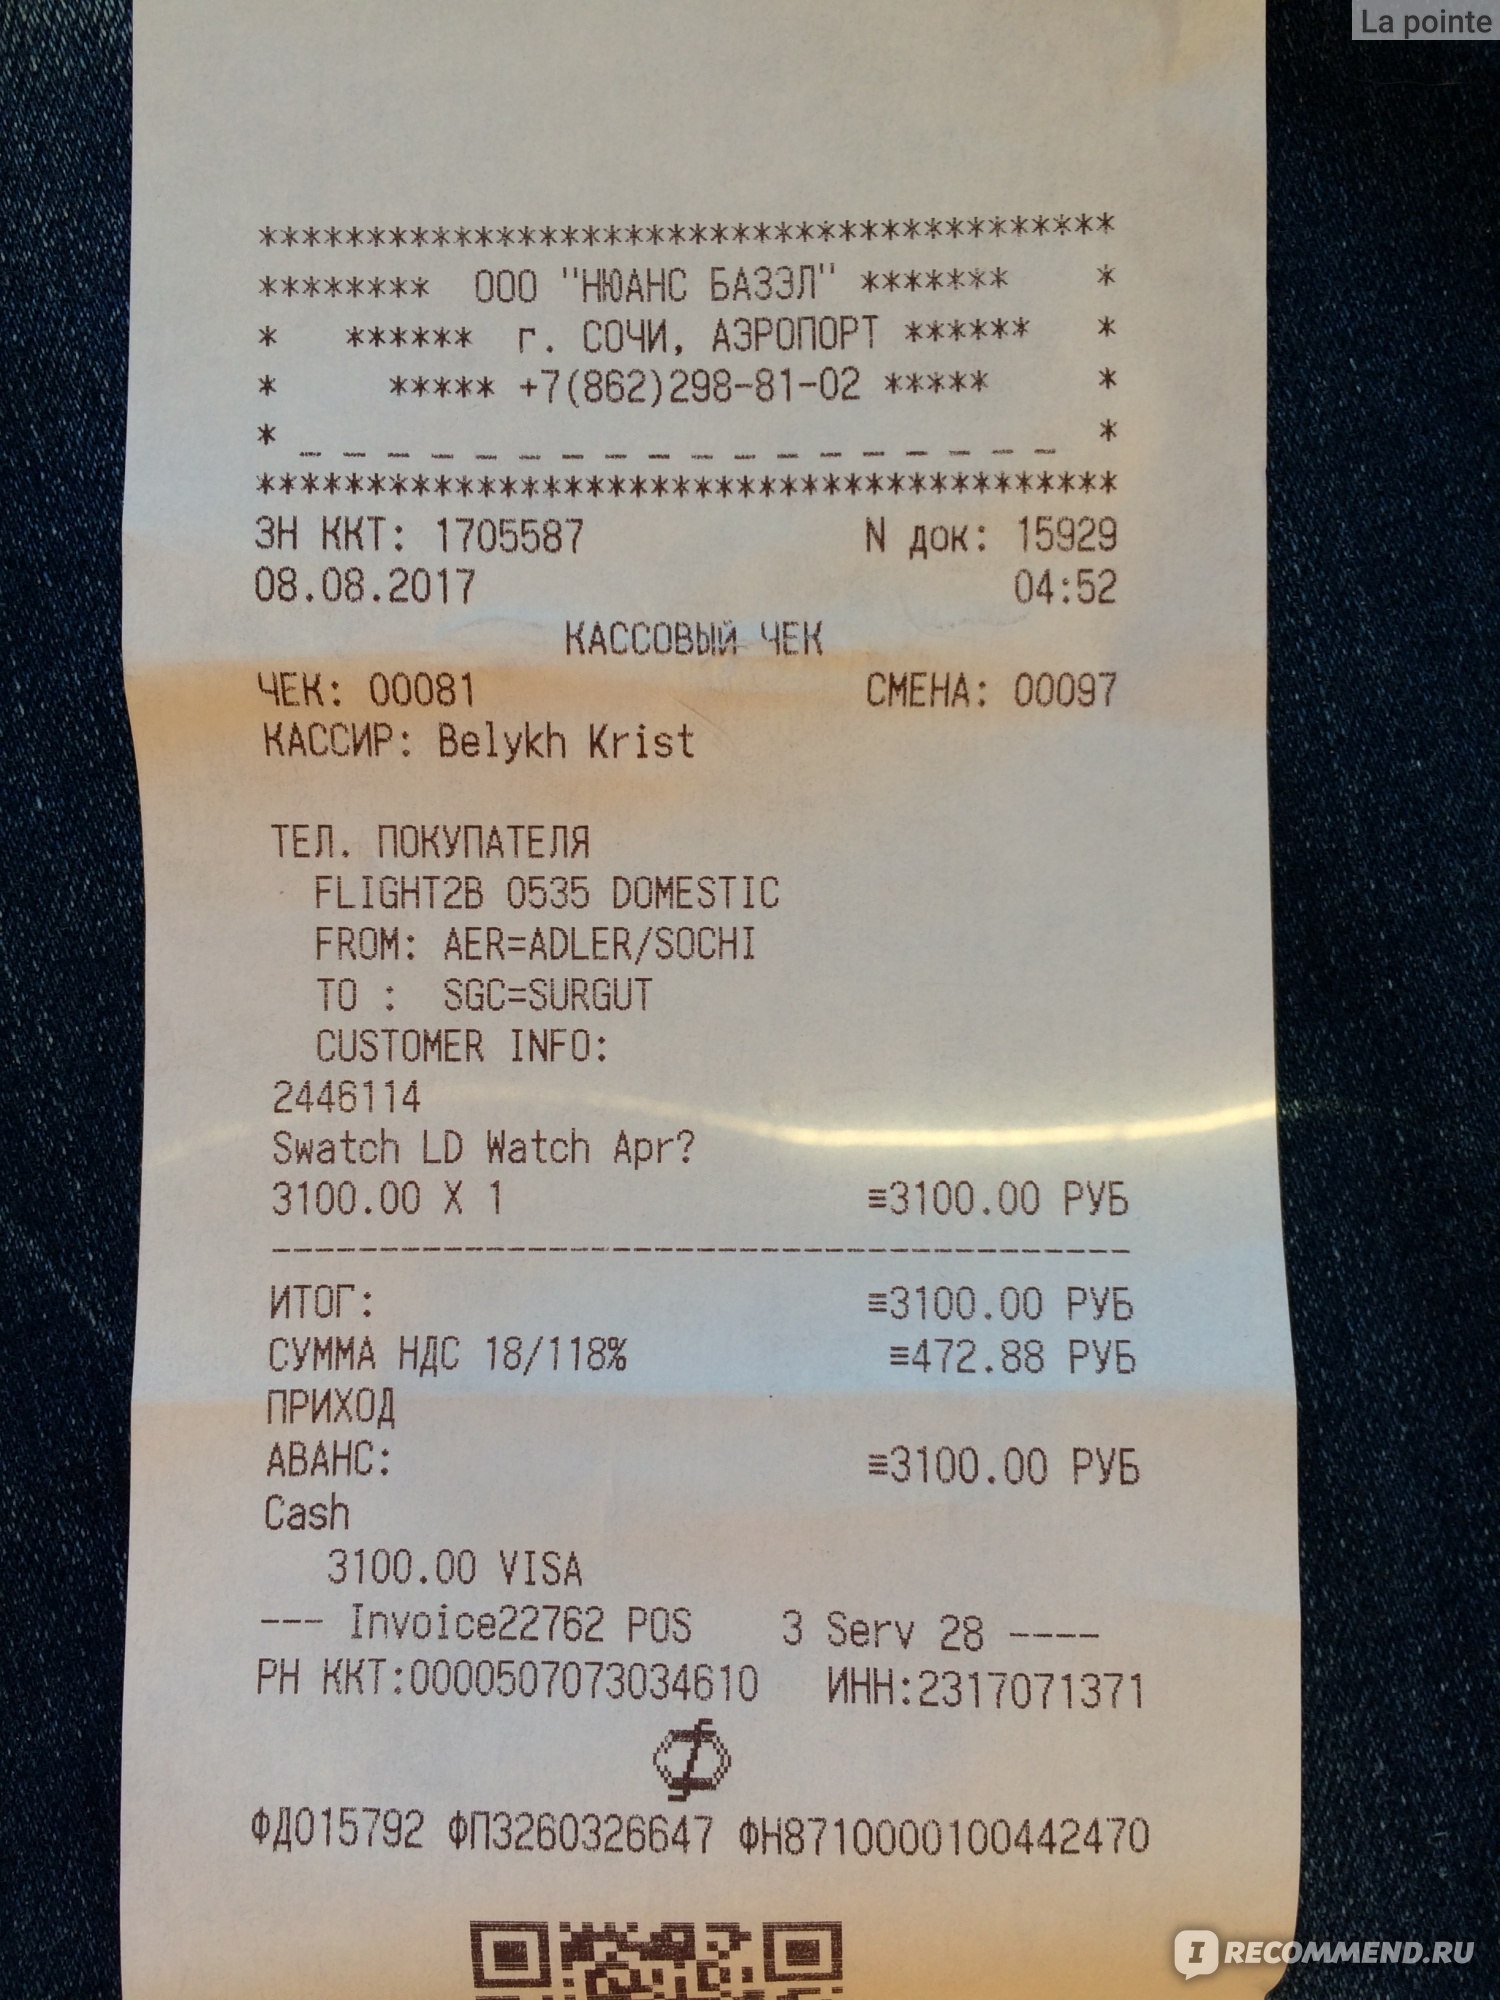 La pointe
****************************************
******** ООО "НЮАНС БАЗЭЛ" ******* *
* ****** г. СОЧИ, АЭРОПОРТ ****** *
* ***** +7(862)298-81-02 ***** *
* _ _ _ _ _ _ _ _ _ _ _ _ _ _ _ _ _ _ *
****************************************
ЗН ККТ: 1705587 N док: 15929
08.08.2017 04:52
КАССОВЫЙ ЧЕК
ЧЕК: 00081 СМЕНА: 00097
КАССИР: Belykh Krist
ТЕЛ. ПОКУПАТЕЛЯ
FLIGHT2B 0535 DOMESTIC
FROM: AER=ADLER/SOCHI
TO : SGC=SURGUT
CUSTOMER INFO:
2446114
Swatch LD Watch Apr?
3100.00 X 1 ≡3100.00 РУБ
----------------------------------------
ИТОГ: ≡3100.00 РУБ
СУММА НДС 18/118% ≡472.88 РУБ
ПРИХОД
АВАНС: ≡3100.00 РУБ
Cash
3100.00 VISA
--- Invoice22762 POS 3 Serv 28 ----
РН ККТ:0000507073034610 ИНН:2317071371
ФД015792 ФП3260326647 ФН8710000100442470
I RECOMMEND.RU